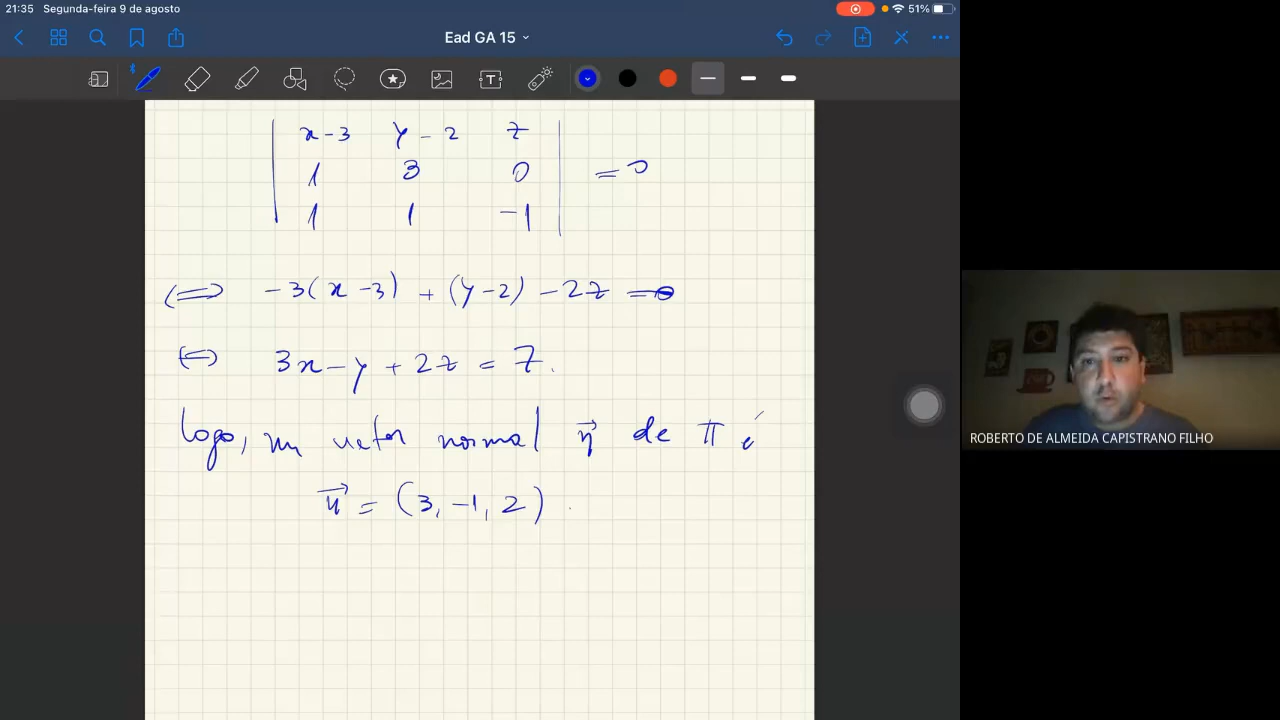 21:35 Segunda-feira 9 de agosto
51%
Ead GA 15
T
x-3 y-2 z
1 3 0 =0
1 1 -1
⟺ -3(x-3) + (y-2) -2z =0
⟺ 3x-y+2z=7.
logo, um vetor normal η⃗ de π é
η⃗ = (3,-1,2).
ROBERTO DE ALMEIDA CAPISTRANO FILHO